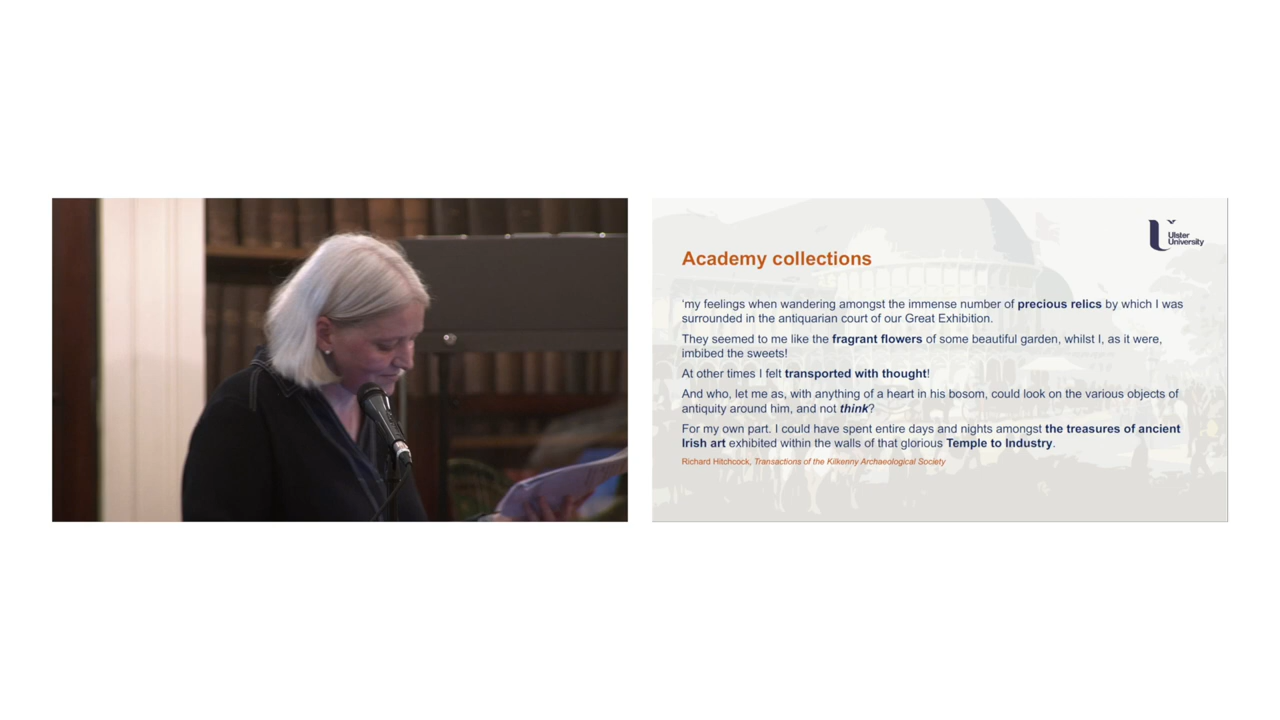 Ulster
University
Academy collections
'my feelings when wandering amongst the immense number of precious relics by which I was
surrounded in the antiquarian court of our Great Exhibition.
They seemed to me like the fragrant flowers of some beautiful garden, whilst I, as it were,
imbibed the sweets!
At other times I felt transported with thought!
And who, let me as, with anything of a heart in his bosom, could look on the various objects of
antiquity around him, and not think?
For my own part. I could have spent entire days and nights amongst the treasures of ancient
Irish art exhibited within the walls of that glorious Temple to Industry.
Richard Hitchcock, Transactions of the Kilkenny Archaeological Society